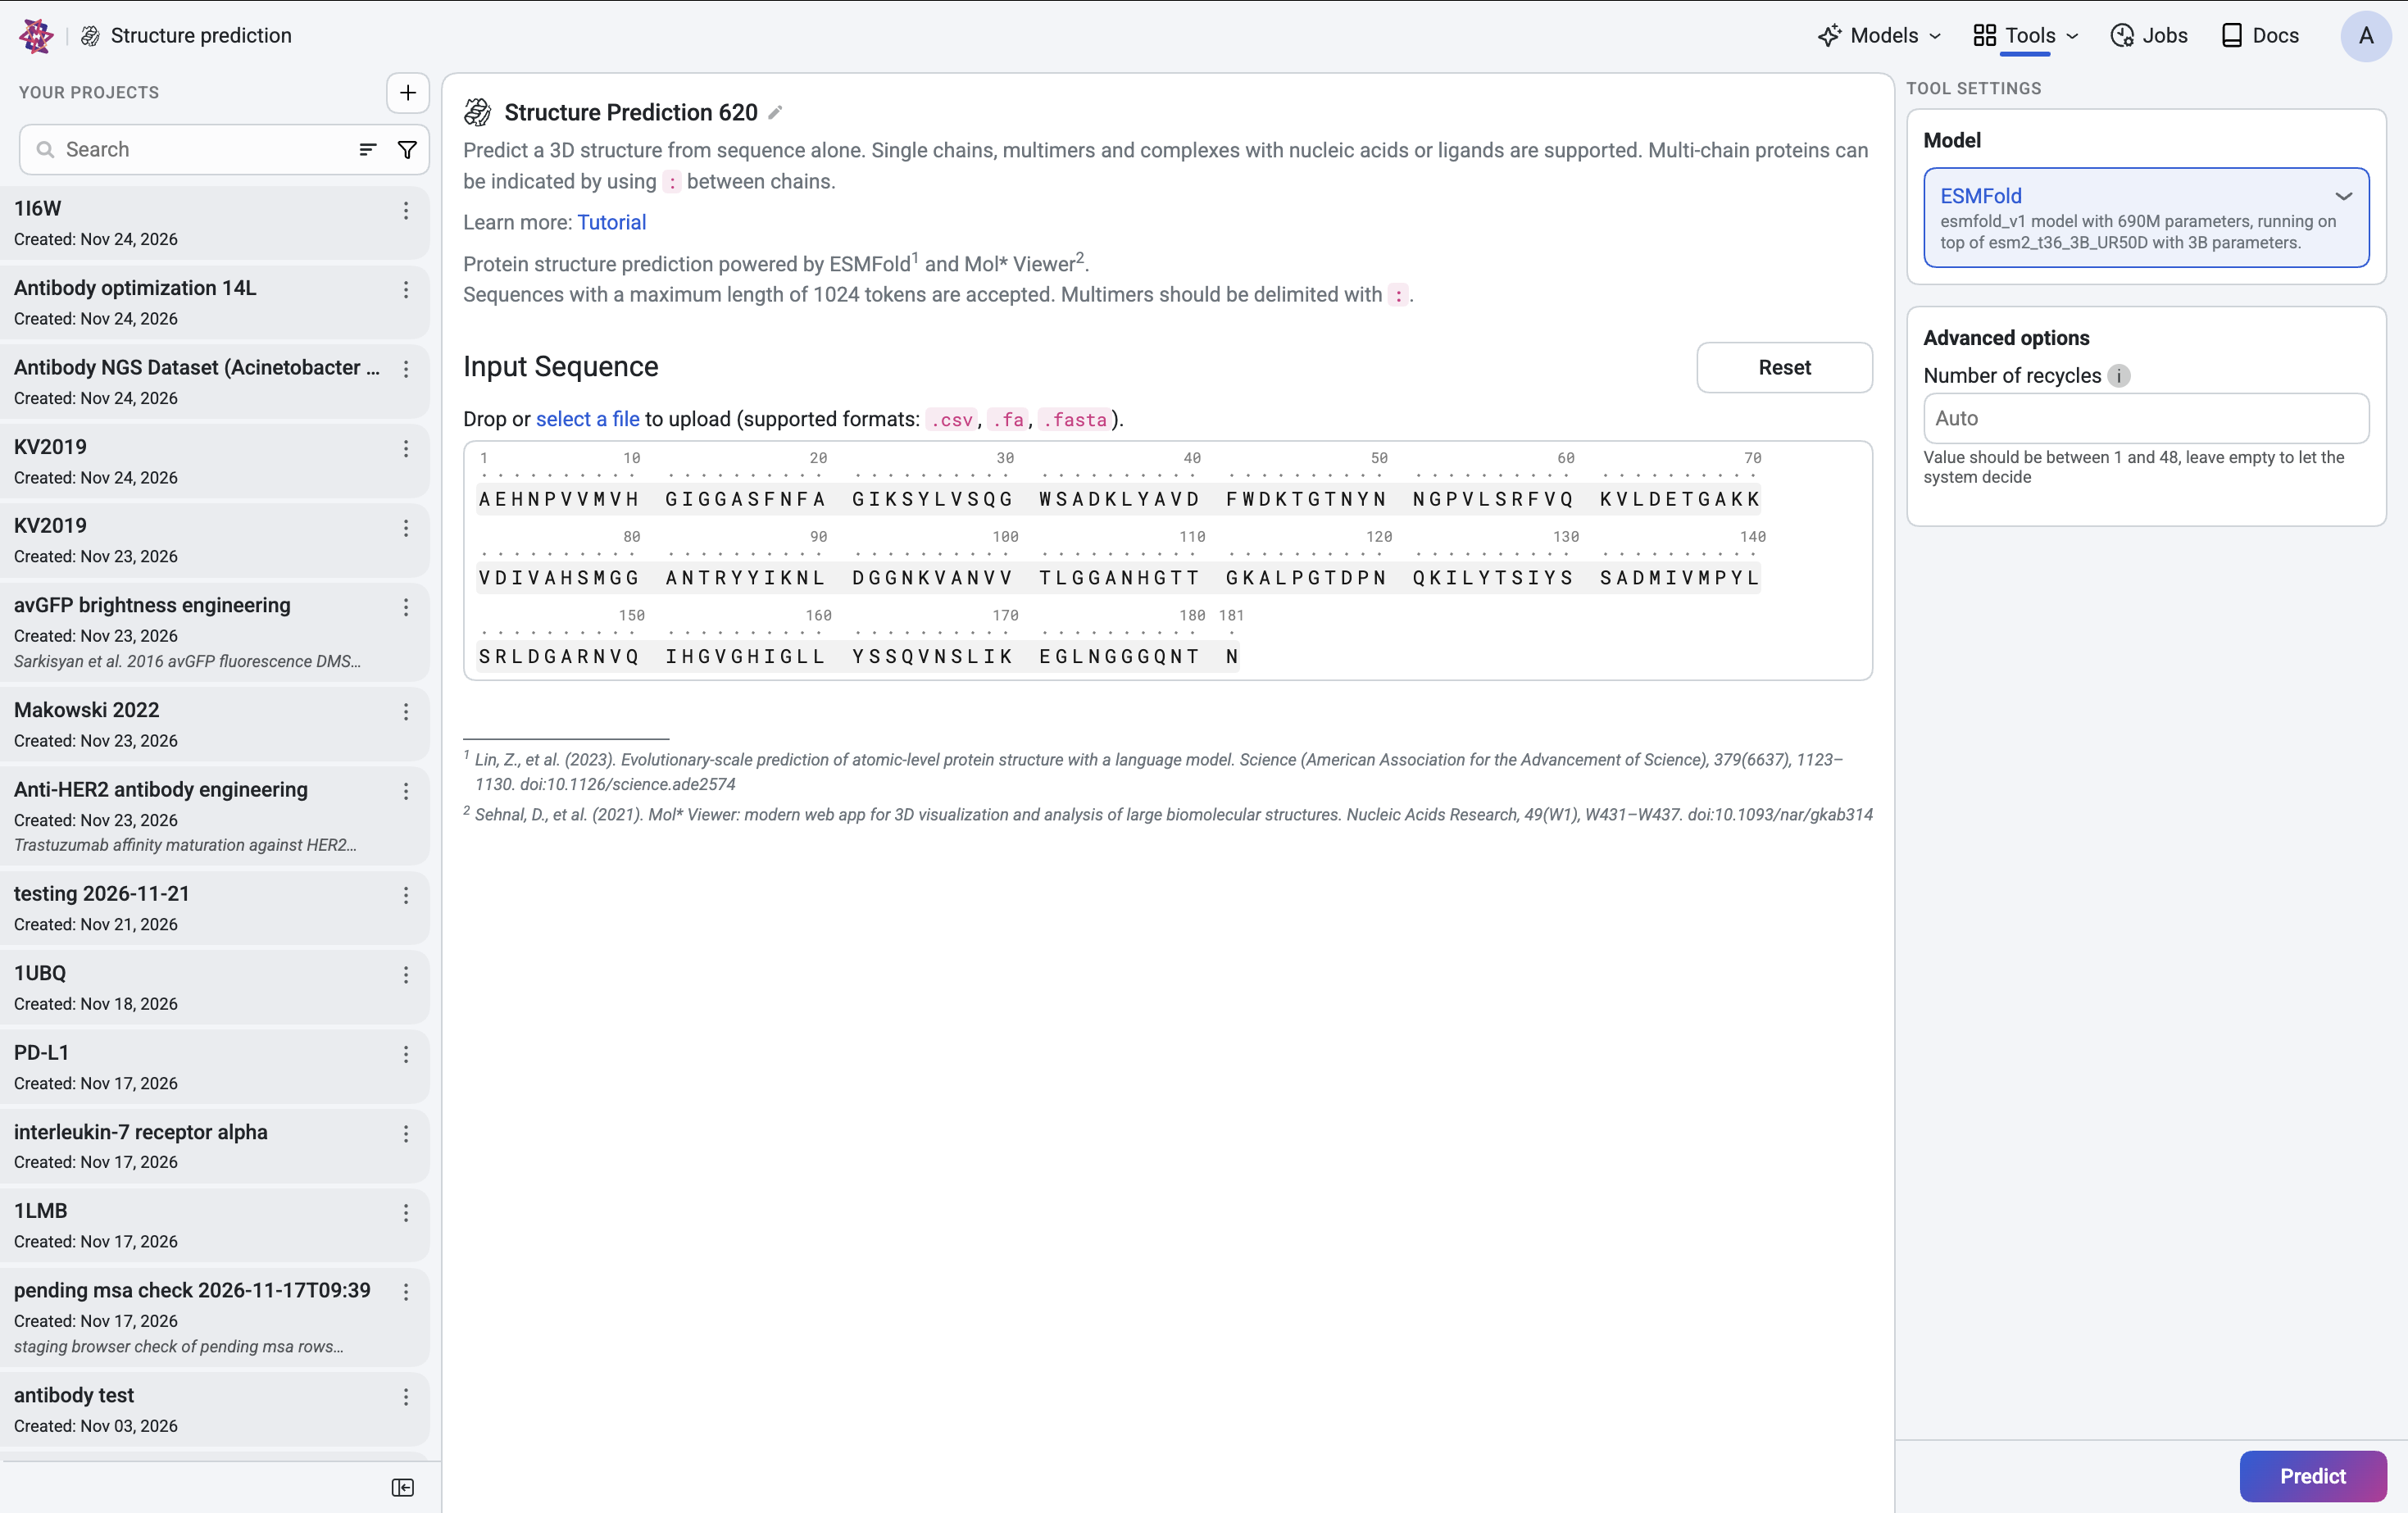 Structure prediction
Models
Tools
Jobs
Docs
A
YOUR PROJECTS
Search
1I6W
Created: Nov 24, 2026
Antibody optimization 14L
Created: Nov 24, 2026
Antibody NGS Dataset (Acinetobacter ...
Created: Nov 24, 2026
KV2019
Created: Nov 24, 2026
KV2019
Created: Nov 23, 2026
avGFP brightness engineering
Created: Nov 23, 2026
Sarkisyan et al. 2016 avGFP fluorescence DMS...
Makowski 2022
Created: Nov 23, 2026
Anti-HER2 antibody engineering
Created: Nov 23, 2026
Trastuzumab affinity maturation against HER2...
testing 2026-11-21
Created: Nov 21, 2026
1UBQ
Created: Nov 18, 2026
PD-L1
Created: Nov 17, 2026
interleukin-7 receptor alpha
Created: Nov 17, 2026
1LMB
Created: Nov 17, 2026
pending msa check 2026-11-17T09:39
Created: Nov 17, 2026
staging browser check of pending msa rows...
antibody test
Created: Nov 03, 2026
Structure Prediction 620
Predict a 3D structure from sequence alone. Single chains, multimers and complexes with nucleic acids or ligands are supported. Multi-chain proteins can
be indicated by using : between chains.
Learn more: Tutorial
Protein structure prediction powered by ESMFold1 and Mol* Viewer2.
Sequences with a maximum length of 1024 tokens are accepted. Multimers should be delimited with :.
Input Sequence
Reset
Drop or select a file to upload (supported formats: .csv, .fa, .fasta).
1 10 20 30 40 50 60 70
AEHNPVVMVH GIGGASFNFA GIKSYLVSQG WSADKLYAVD FWDKTGTNYN NGPVLSRFVQ KVLDETGAKK
80 90 100 110 120 130 140
VDIVAHSMGG ANTRYYIKNL DGGNKVANVV TLGGANHGTT GKALPGTDPN QKILYTSIYS SADMIVMPYL
150 160 170 180 181
SRLDGARNVQ IHGVGHIGLL YSSQVNSLIK EGLNGGGQNT N
1 Lin, Z., et al. (2023). Evolutionary-scale prediction of atomic-level protein structure with a language model. Science (American Association for the Advancement of Science), 379(6637), 1123–
1130. doi:10.1126/science.ade2574
2 Sehnal, D., et al. (2021). Mol* Viewer: modern web app for 3D visualization and analysis of large biomolecular structures. Nucleic Acids Research, 49(W1), W431–W437. doi:10.1093/nar/gkab314
TOOL SETTINGS
Model
ESMFold
esmfold_v1 model with 690M parameters, running on
top of esm2_t36_3B_UR50D with 3B parameters.
Advanced options
Number of recycles i
Auto
Value should be between 1 and 48, leave empty to let the
system decide
Predict